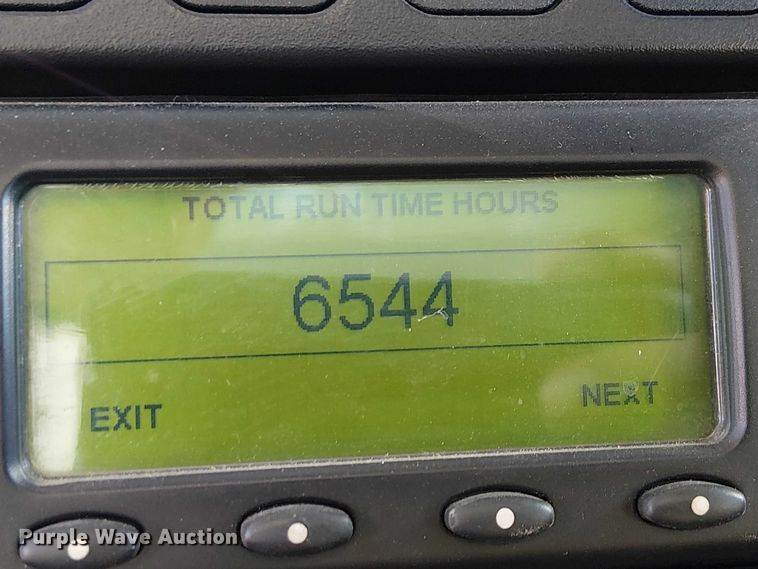 TOTAL RUN TIME HOURS
6544
EXIT
NEXT
Purple Wave Auction